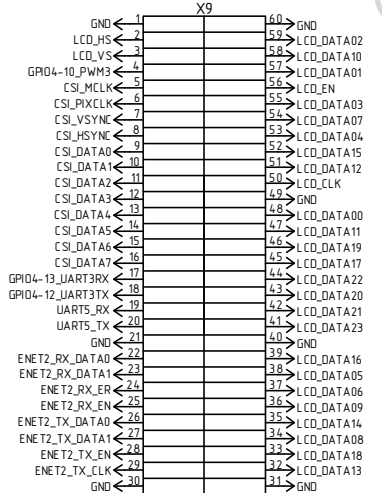 X9
GND 1 60 GND
LCD_HS 2 59 LCD_DATA02
LCD_VS 3 58 LCD_DATA10
GPIO4-10_PWM3 4 57 LCD_DATA01
CSI_MCLK 5 56 LCD_EN
CSI_PIXCLK 6 55 LCD_DATA03
CSI_VSYNC 7 54 LCD_DATA07
CSI_HSYNC 8 53 LCD_DATA04
CSI_DATA0 9 52 LCD_DATA15
CSI_DATA1 10 51 LCD_DATA12
CSI_DATA2 11 50 LCD_CLK
CSI_DATA3 12 49 GND
CSI_DATA4 13 48 LCD_DATA00
CSI_DATA5 14 47 LCD_DATA11
CSI_DATA6 15 46 LCD_DATA19
CSI_DATA7 16 45 LCD_DATA17
GPIO4-13_UART3RX 17 44 LCD_DATA22
GPIO4-12_UART3TX 18 43 LCD_DATA20
UART5_RX 19 42 LCD_DATA21
UART5_TX 20 41 LCD_DATA23
GND 21 40 GND
ENET2_RX_DATA0 22 39 LCD_DATA16
ENET2_RX_DATA1 23 38 LCD_DATA05
ENET2_RX_ER 24 37 LCD_DATA06
ENET2_RX_EN 25 36 LCD_DATA09
ENET2_TX_DATA0 26 35 LCD_DATA14
ENET2_TX_DATA1 27 34 LCD_DATA08
ENET2_TX_EN 28 33 LCD_DATA18
ENET2_TX_CLK 29 32 LCD_DATA13
GND 30 31 GND